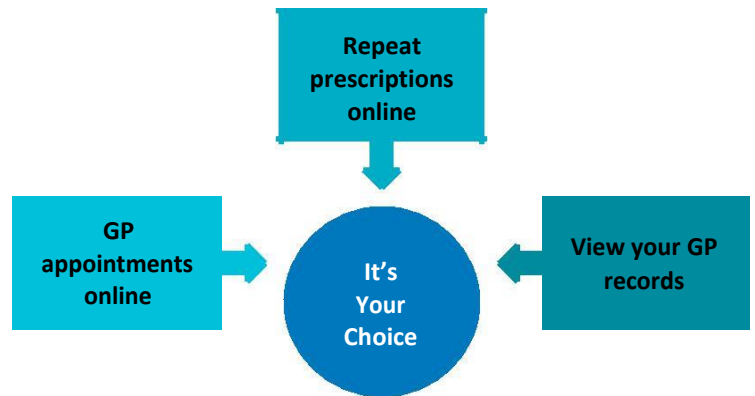 Repeat
prescriptions
online
GP
appointments
online
It’s
Your
Choice
View your GP
records